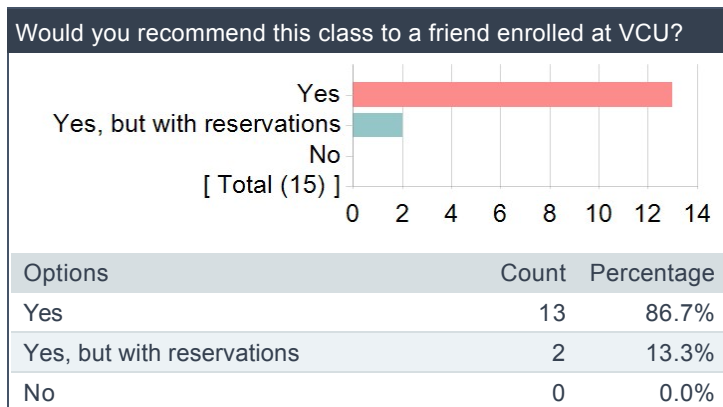 Would you recommend this class to a friend enrolled at VCU?
Yes
Yes, but with reservations
No
[ Total (15) ]
0 2 4 6 8 10 12 14
Options Count Percentage
Yes 13 86.7%
Yes, but with reservations 2 13.3%
No 0 0.0%